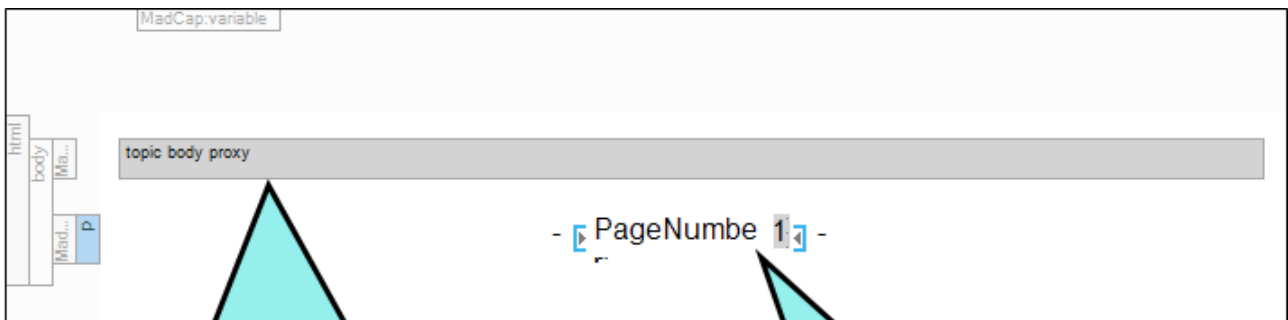 MadCap:variable
html
body
Ma...
topic body proxy
Mad...
p
- PageNumbe 1 -
r